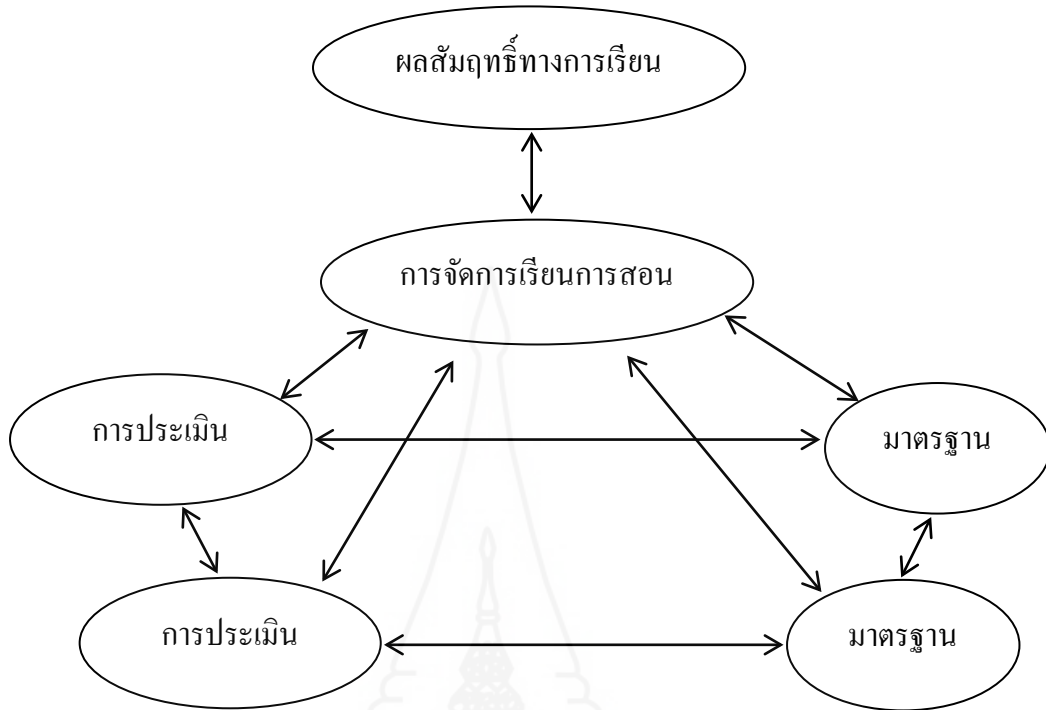 ผลสัมฤทธิ์ทางการเรียน
การจัดการเรียนการสอน
การประเมิน
มาตรฐาน
การประเมิน
มาตรฐาน